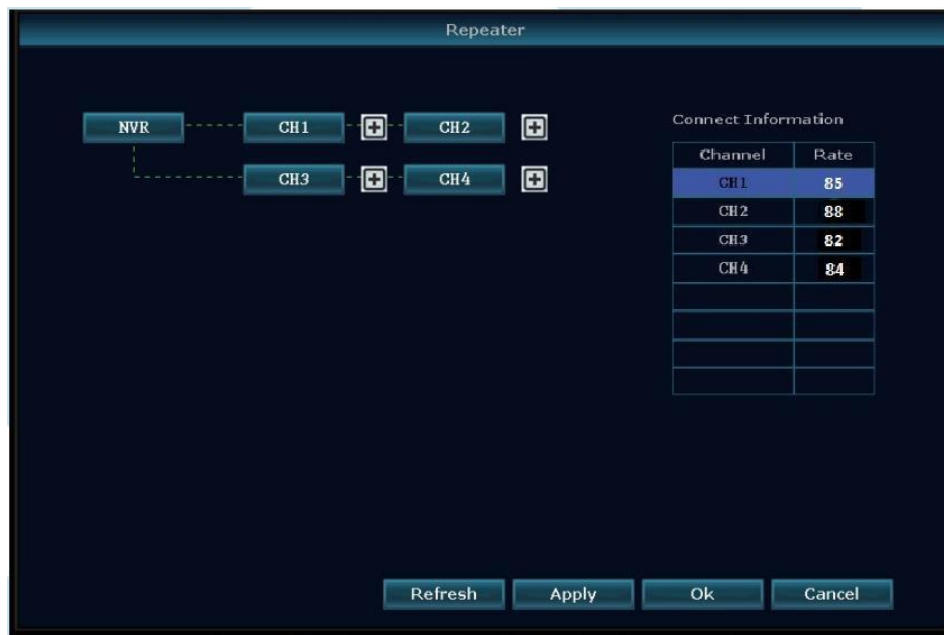 Repeater
NVR CH1 CH2
CH3 CH4
Connect Information
Channel Rate
CH1 85
CH2 88
CH3 82
CH4 84
Refresh Apply Ok Cancel